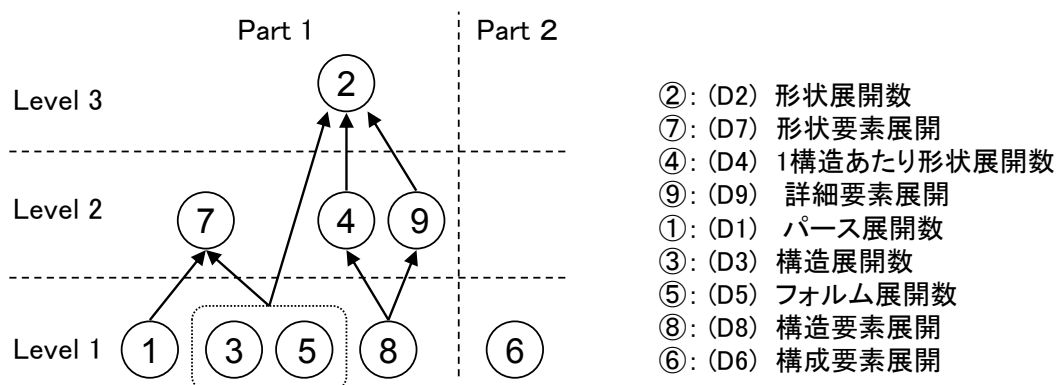 Part 1
Part 2
Level 3
2
Level 2
7
4
9
Level 1
1
3
5
8
6
②: (D2) 形状展開数
⑦: (D7) 形状要素展開
④: (D4) 1構造あたり形状展開数
⑨: (D9) 詳細要素展開
①: (D1) パース展開数
③: (D3) 構造展開数
⑤: (D5) フォルム展開数
⑧: (D8) 構造要素展開
⑥: (D6) 構成要素展開